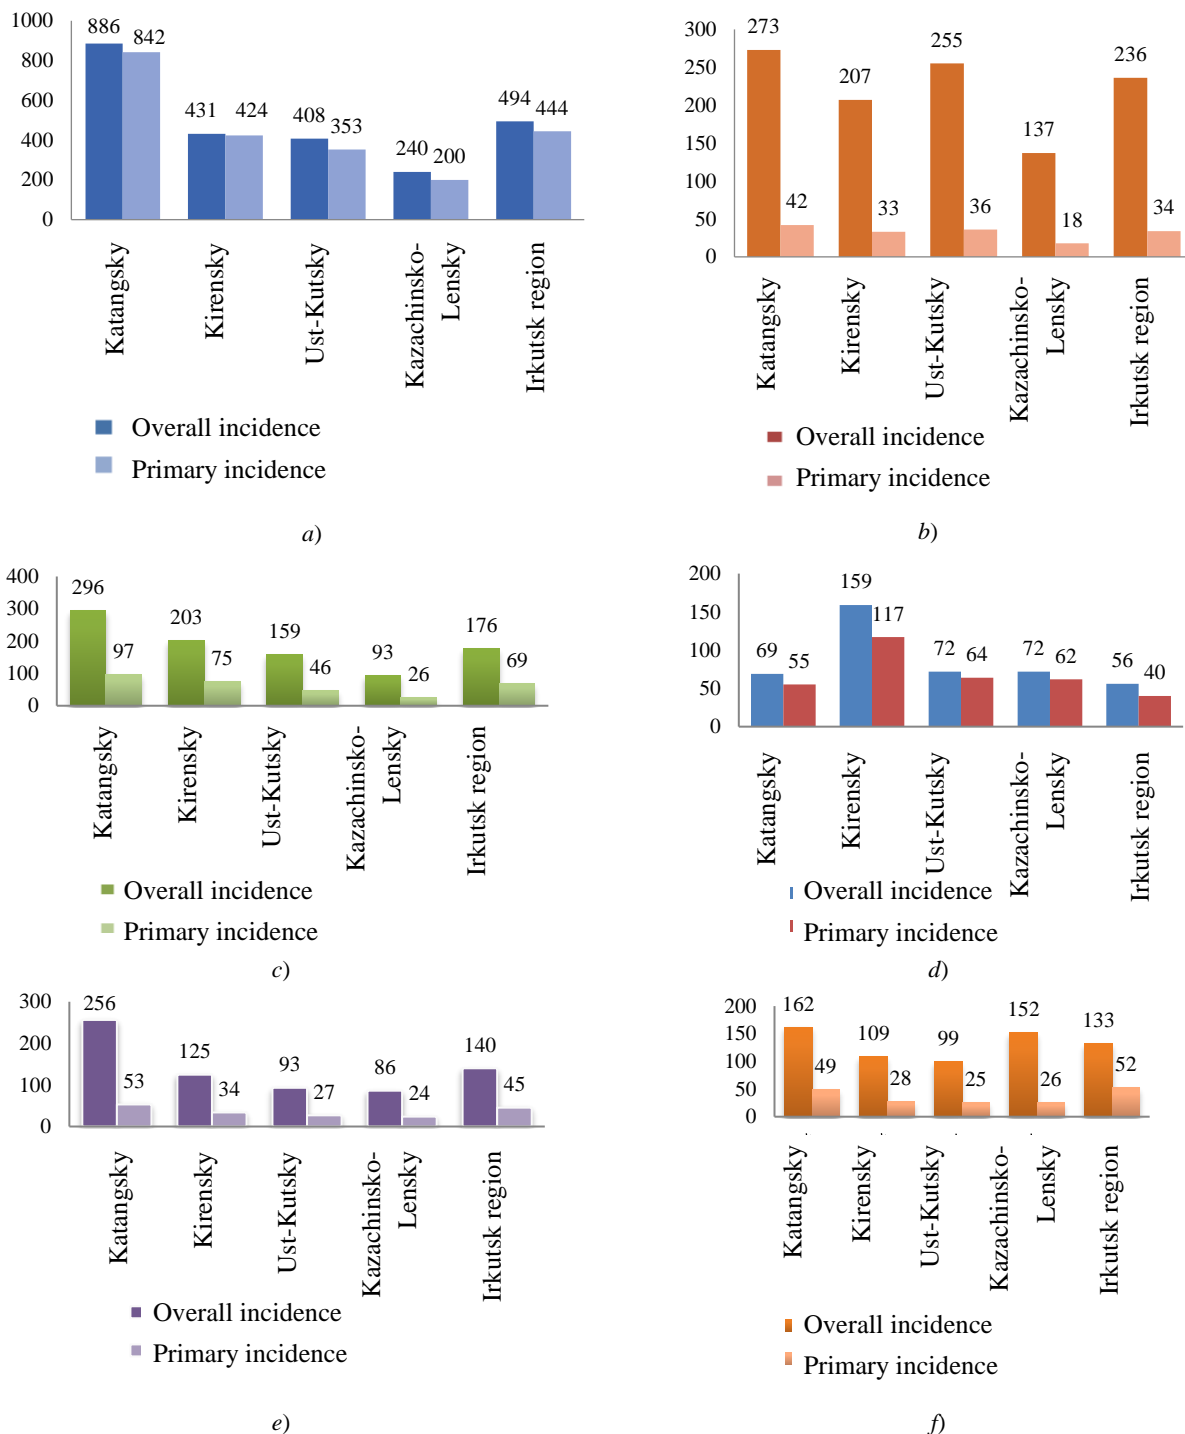 1000
800
600
400
200
0
886
842
431
424
408
353
240
200
494
444
Katangsky
Kirensky
Ust-Kutsky
Kazachinsko-
Lensky
Irkutsk region
Overall incidence
Primary incidence
a)
300
250
200
150
100
50
0
273
42
207
33
255
36
137
18
236
34
Katangsky
Kirensky
Ust-Kutsky
Kazachinsko-
Lensky
Irkutsk region
Overall incidence
Primary incidence
b)
400
300
200
100
0
296
97
203
75
159
46
93
26
176
69
Katangsky
Kirensky
Ust-Kutsky
Kazachinsko-
Lensky
Irkutsk region
Overall incidence
Primary incidence
c)
200
150
100
50
0
69
55
159
117
72
64
72
62
56
40
Katangsky
Kirensky
Ust-Kutsky
Kazachinsko-
Lensky
Irkutsk region
Overall incidence
Primary incidence
d)
300
200
100
0
256
53
125
34
93
27
86
24
140
45
Katangsky
Kirensky
Ust-Kutsky
Kazachinsko-
Lensky
Irkutsk region
Overall incidence
Primary incidence
e)
200
150
100
50
0
162
49
109
28
99
25
152
26
133
52
Katangsky
Kirensky
Ust-Kutsky
Kazachinsko-
Lensky
Irkutsk region
Overall incidence
Primary incidence
f)